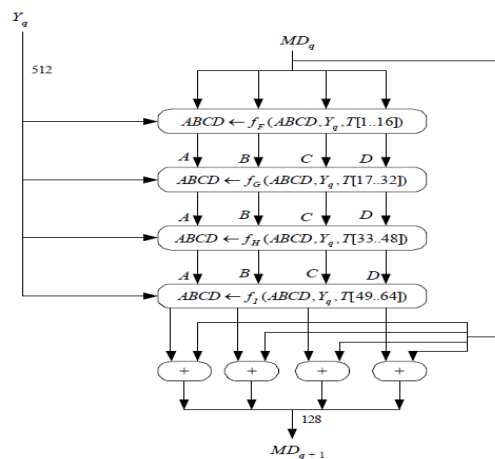 Y_q
512
MD_q
ABCD ← f_F (ABCD, Y_q, T[1..16])
A B C D
ABCD ← f_G (ABCD, Y_q, T[17..32])
A B C D
ABCD ← f_H (ABCD, Y_q, T[33..48])
A B C D
ABCD ← f_I (ABCD, Y_q, T[49..64])
+ + + +
128
MD_{q+1}